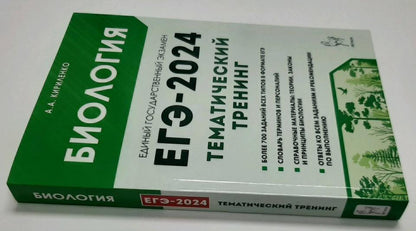 А.А. КИРИЛЕНКО
БИОЛОГИЯ
ЕДИНЫЙ ГОСУДАРСТВЕННЫЙ ЭКЗАМЕН
ЕГЭ-2024
ТЕМАТИЧЕСКИЙ
ТРЕНИНГ
БОЛЕЕ 700 ЗАДАНИЙ ВСЕХ ТИПОВ В ФОРМАТЕ ЕГЭ
СЛОВАРЬ ТЕРМИНОВ И ПЕРСОНАЛИЙ
СПРАВОЧНЫЕ МАТЕРИАЛЫ: ТЕОРИИ, ЗАКОНЫ
И ПРИНЦИПЫ БИОЛОГИИ
ОТВЕТЫ КО ВСЕМ ЗАДАНИЯМ И РЕКОМЕНДАЦИИ
ПО ВЫПОЛНЕНИЮ
БИОЛОГИЯ ЕГЭ-2024 ТЕМАТИЧЕСКИЙ ТРЕНИНГ